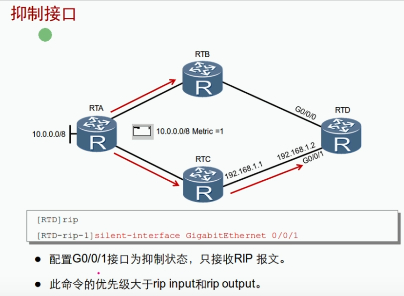 抑制接口
RTB
RTA
G0/0/0
RTD
10.0.0.0/8
10.0.0.0/8 Metric =1
RTC
192.168.1.1
192.168.1.2
G0/0/1
[RTD]rip
[RTD-rip-1]silent-interface GigabitEthernet 0/0/1
● 配置G0/0/1接口为抑制状态，只接收RIP 报文。
● 此命令的优先级大于rip input和rip output。